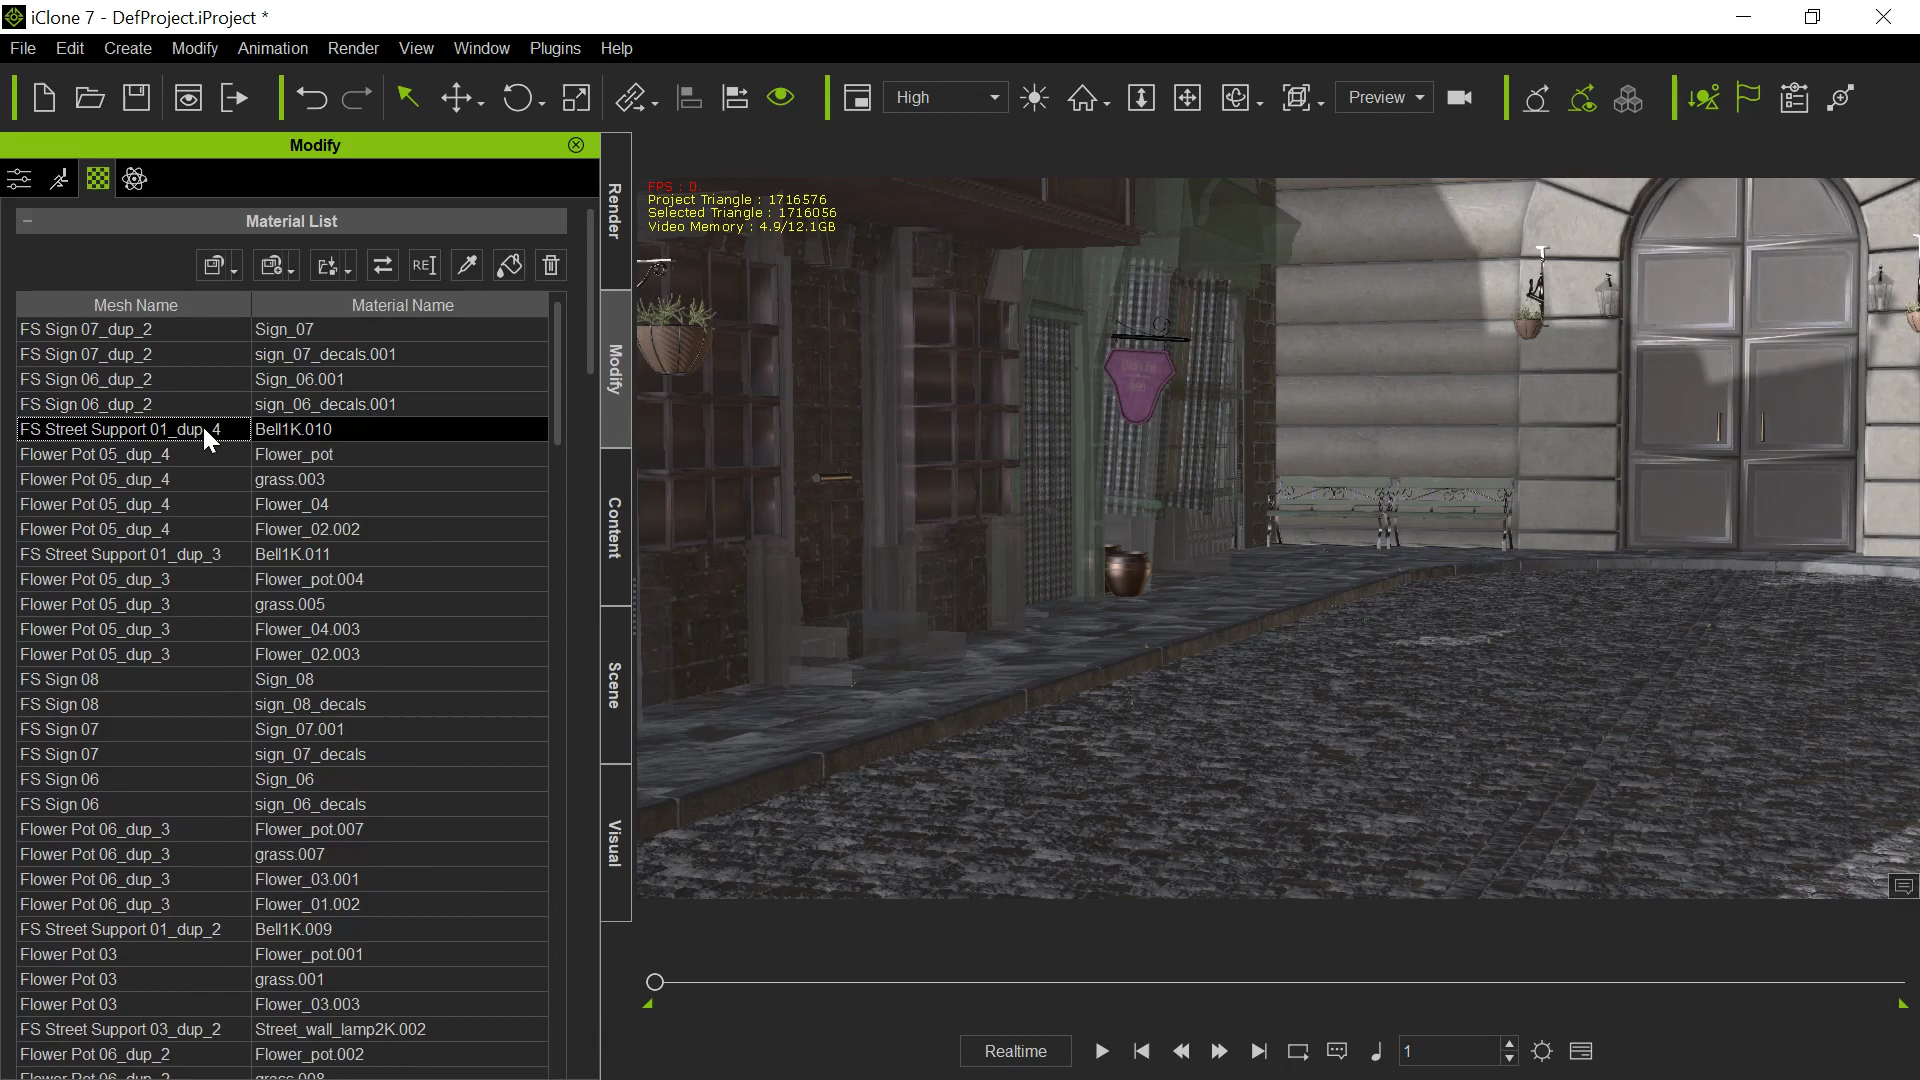 iClone 7 - DefProject.iProject *
File Edit Create Modify Animation Render View Window Plugins Help
High Preview
Modify
Material List
REI
Mesh Name Material Name
FS Sign 07_dup_2 Sign_07
FS Sign 07_dup_2 sign_07_decals.001
FS Sign 06_dup_2 Sign_06.001
FS Sign 06_dup_2 sign_06_decals.001
FS Street Support 01_dup_4 Bell1K.010
Flower Pot 05_dup_4 Flower_pot
Flower Pot 05_dup_4 grass.003
Flower Pot 05_dup_4 Flower_04
Flower Pot 05_dup_4 Flower_02.002
FS Street Support 01_dup_3 Bell1K.011
Flower Pot 05_dup_3 Flower_pot.004
Flower Pot 05_dup_3 grass.005
Flower Pot 05_dup_3 Flower_04.003
Flower Pot 05_dup_3 Flower_02.003
FS Sign 08 Sign_08
FS Sign 08 sign_08_decals
FS Sign 07 Sign_07.001
FS Sign 07 sign_07_decals
FS Sign 06 Sign_06
FS Sign 06 sign_06_decals
Flower Pot 06_dup_3 Flower_pot.007
Flower Pot 06_dup_3 grass.007
Flower Pot 06_dup_3 Flower_03.001
Flower Pot 06_dup_3 Flower_01.002
FS Street Support 01_dup_2 Bell1K.009
Flower Pot 03 Flower_pot.001
Flower Pot 03 grass.001
Flower Pot 03 Flower_03.003
FS Street Support 03_dup_2 Street_wall_lamp2K.002
Flower Pot 06_dup_2 Flower_pot.002
Flower Pot 06_dup_2 grass.008
Render
Modify
Content
Scene
Visual
FPS : 0.
Project Triangle : 1716576
Selected Triangle : 1716056
Video Memory : 4.9/12.1GB
Realtime 1